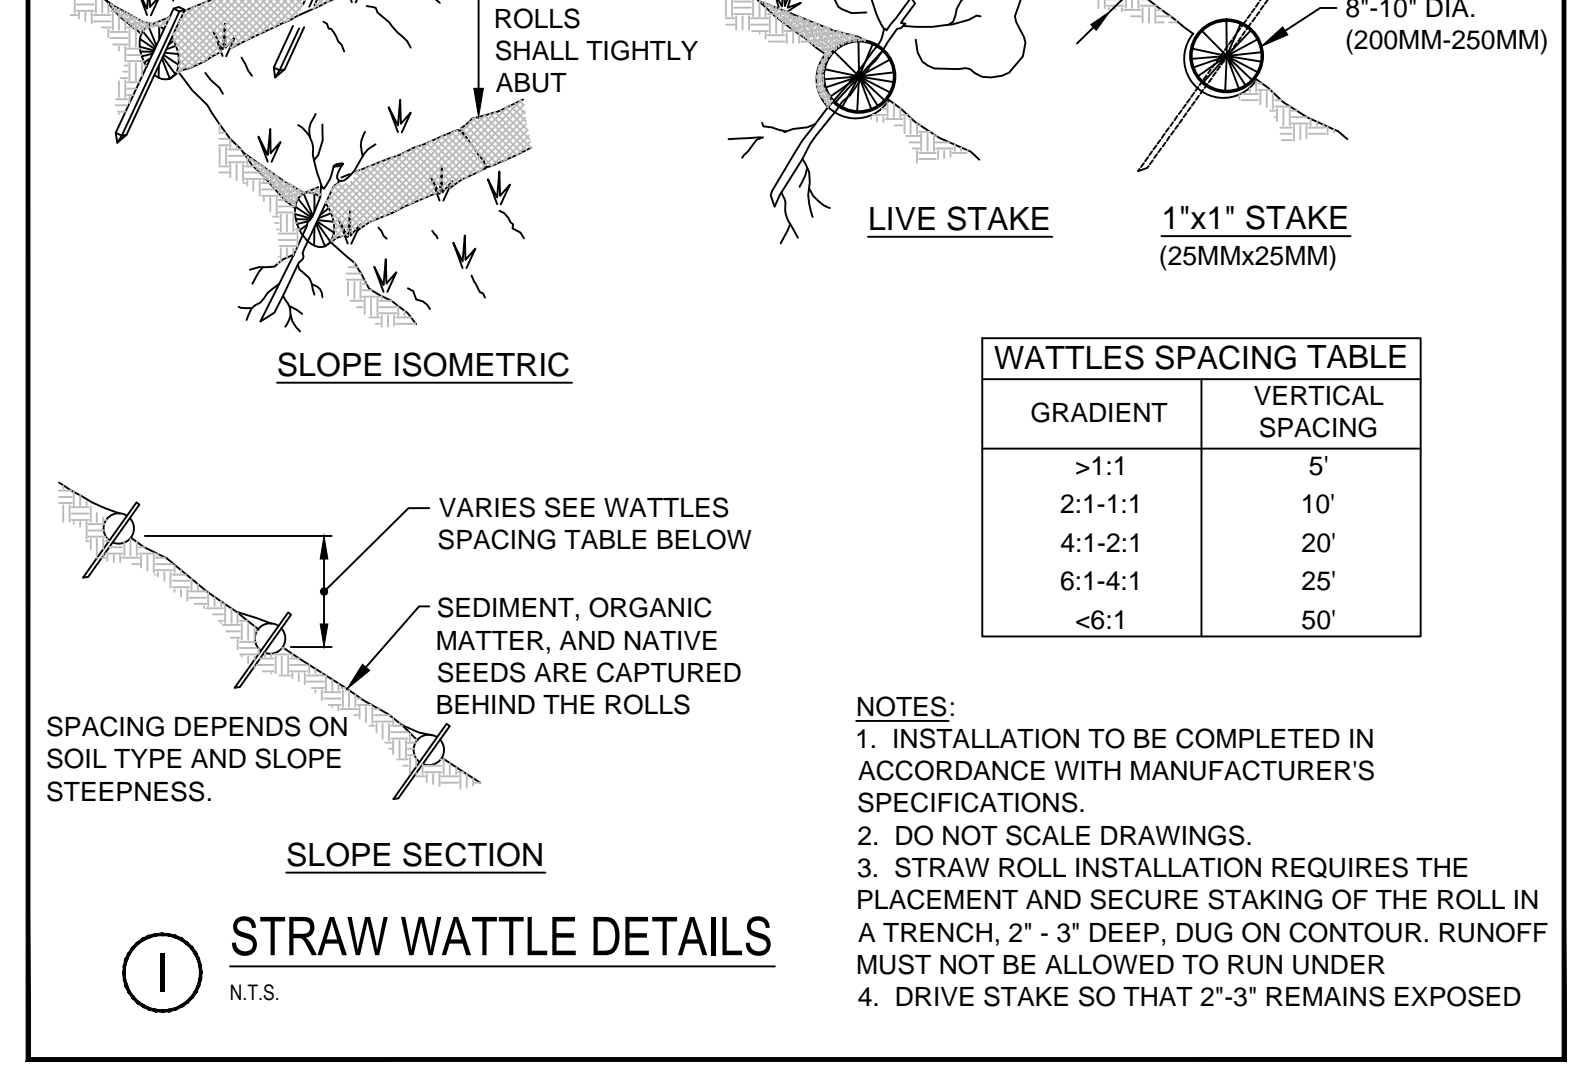 ROLLS
SHALL TIGHTLY
ABUT
8"-10" DIA.
(200MM-250MM)
LIVE STAKE
1"x1" STAKE
(25MMx25MM)
SLOPE ISOMETRIC
WATTLES SPACING TABLE
GRADIENT
VERTICAL
SPACING
>1:1 5'
2:1-1:1 10'
4:1-2:1 20'
6:1-4:1 25'
<6:1 50'
VARIES SEE WATTLES
SPACING TABLE BELOW
SEDIMENT, ORGANIC
MATTER, AND NATIVE
SEEDS ARE CAPTURED
BEHIND THE ROLLS
SPACING DEPENDS ON
SOIL TYPE AND SLOPE
STEEPNESS.
SLOPE SECTION
I
STRAW WATTLE DETAILS
N.T.S.
NOTES:
1. INSTALLATION TO BE COMPLETED IN
ACCORDANCE WITH MANUFACTURER'S
SPECIFICATIONS.
2. DO NOT SCALE DRAWINGS.
3. STRAW ROLL INSTALLATION REQUIRES THE
PLACEMENT AND SECURE STAKING OF THE ROLL IN
A TRENCH, 2" - 3" DEEP, DUG ON CONTOUR. RUNOFF
MUST NOT BE ALLOWED TO RUN UNDER
4. DRIVE STAKE SO THAT 2"-3" REMAINS EXPOSED